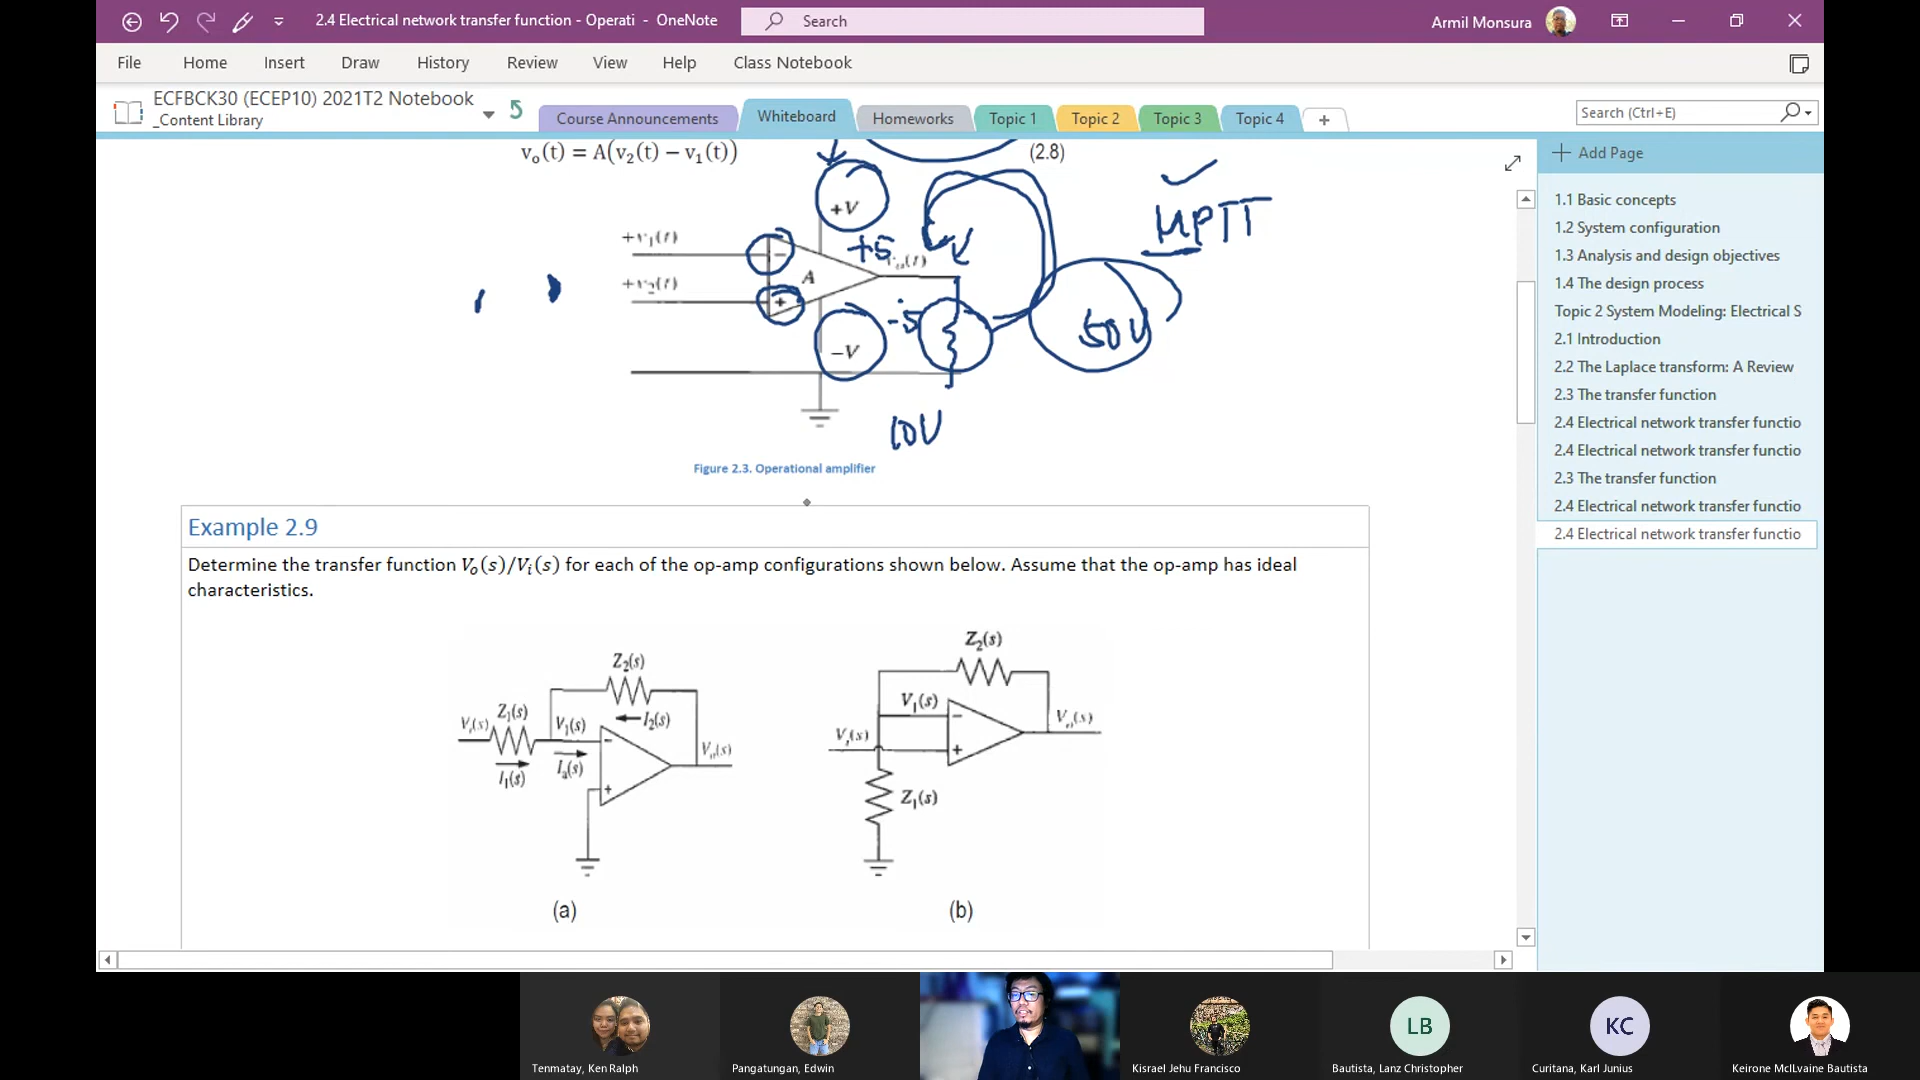 2.4 Electrical network transfer function - Operati - OneNote
Search
Armil Monsura
File Home Insert Draw History Review View Help Class Notebook
ECFBCK30 (ECEP10) 2021T2 Notebook
_Content Library
Course Announcements Whiteboard Homeworks Topic 1 Topic 2 Topic 3 Topic 4 +
Search (Ctrl+E)
Add Page
1.1 Basic concepts
1.2 System configuration
1.3 Analysis and design objectives
1.4 The design process
Topic 2 System Modeling: Electrical S
2.1 Introduction
2.2 The Laplace transform: A Review
2.3 The transfer function
2.4 Electrical network transfer functio
2.4 Electrical network transfer functio
2.3 The transfer function
2.4 Electrical network transfer functio
2.4 Electrical network transfer functio
vₒ(t) = A(v₂(t) − v₁(t)) (2.8)
+V
MPTT
+v₁(t)
+5
vₒ(t)
−
A
+v₂(t)
+
-5
50V
−V
10V
Figure 2.3. Operational amplifier
Example 2.9
Determine the transfer function Vₒ(s)/Vᵢ(s) for each of the op-amp configurations shown below. Assume that the op-amp has ideal
characteristics.
Z₂(s)
Z₁(s)
Vᵢ(s)
V₁(s)
I₂(s)
−
Vₒ(s)
I₁(s)
Iₐ(s)
+
(a)
Z₂(s)
V₁(s)
−
Vₒ(s)
Vᵢ(s)
+
Z₁(s)
(b)
LB
KC
Tenmatay, Ken Ralph
Pangatungan, Edwin
Kisrael Jehu Francisco
Bautista, Lanz Christopher
Curitana, Karl Junius
Keirone McIlvaine Bautista